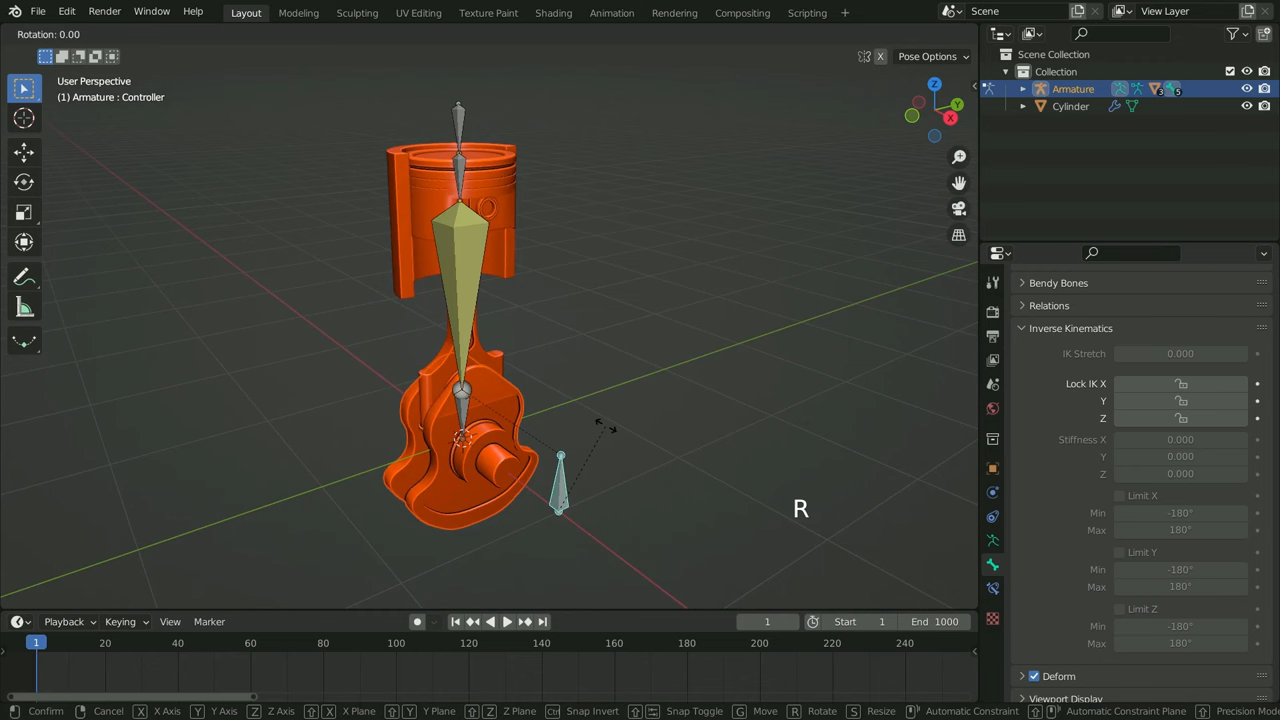 File Edit Render Window Help Layout Modeling Sculpting UV Editing Texture Paint Shading Animation Rendering Compositing Scripting + Scene View Layer
Rotation: 0.00
X Pose Options
User Perspective
(1) Armature : Controller
Z
Y
X
10
R
Scene Collection
Collection
Armature 3 5
Cylinder
Bendy Bones
Relations
Inverse Kinematics
IK Stretch 0.000
Lock IK X
Y
Z
Stiffness X 0.000
Y 0.000
Z 0.000
Limit X
Min -180°
Max 180°
Limit Y
Min -180°
Max 180°
Limit Z
Min -180°
Max 180°
Deform
Viewport Display
Playback Keying View Marker 1 Start 1 End 1000
1 20 40 60 80 100 120 140 160 180 200 220 240
Confirm Cancel X X Axis Y Y Axis Z Z Axis X X Plane Y Y Plane Z Z Plane Ctrl Snap Invert Snap Toggle G Move R Rotate S Resize Automatic Constraint Automatic Constraint Plane Precision Mode